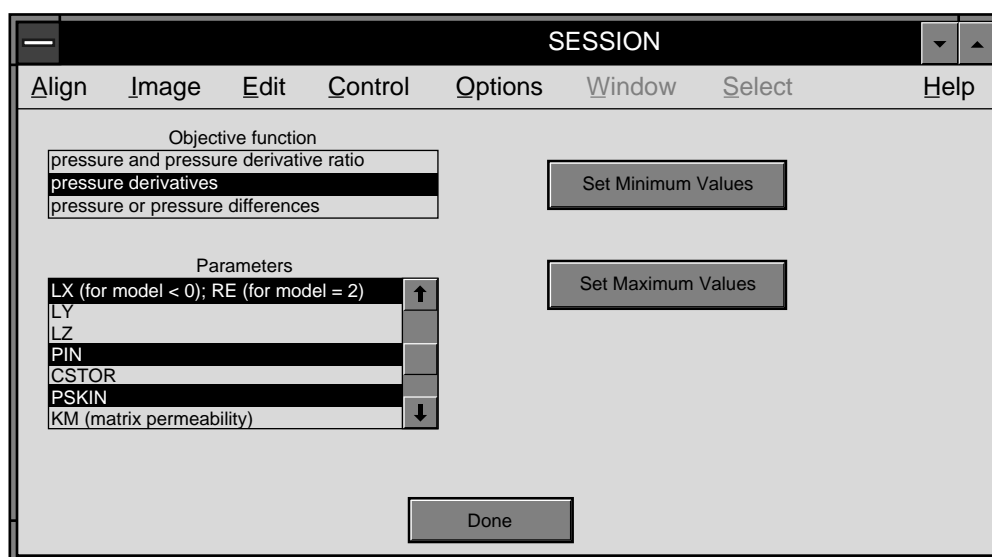 SESSION
Align Image Edit Control Options Window Select Help
Objective function
pressure and pressure derivative ratio
pressure derivatives
pressure or pressure differences
Set Minimum Values
Parameters
LX (for model < 0); RE (for model = 2)
LY
LZ
PIN
CSTOR
PSKIN
KM (matrix permeability)
Set Maximum Values
Done